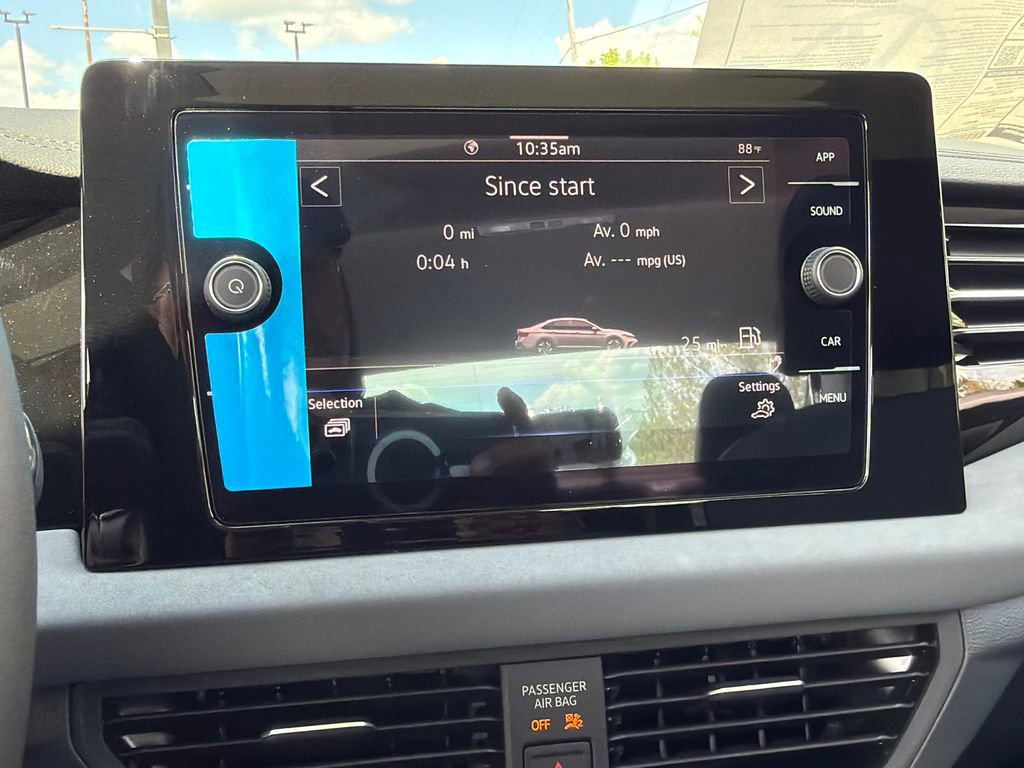 10:35am
88°F
APP
<
Since start
>
SOUND
0 mi
Av. 0 mph
0:04 h
Av. --- mpg (US)
25 mi
CAR
Selection
Settings
MENU
PASSENGER
AIR BAG
OFF